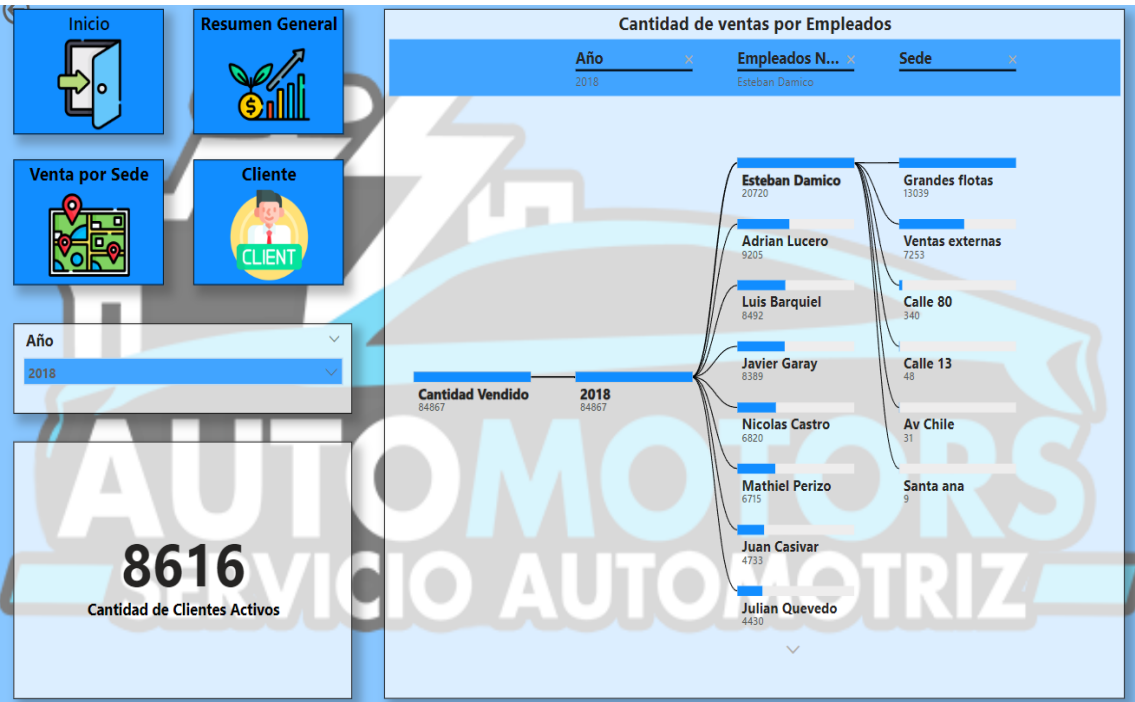 Inicio
Resumen General
Venta por Sede
Cliente
CLIENT
Año
2018
8616
Cantidad de Clientes Activos
Cantidad de ventas por Empleados
Año
2018
Empleados N...
Esteban Damico
Sede
Cantidad Vendido
84867
2018
84867
Esteban Damico
20720
Adrian Lucero
9205
Luis Barquiel
8492
Javier Garay
8389
Nicolas Castro
6820
Mathiel Perizo
6715
Juan Casivar
4733
Julian Quevedo
4430
Grandes flotas
13039
Ventas externas
7253
Calle 80
340
Calle 13
48
Av Chile
31
Santa ana
9
AUTOMOTORS
SERVICIO AUTOMOTRIZ